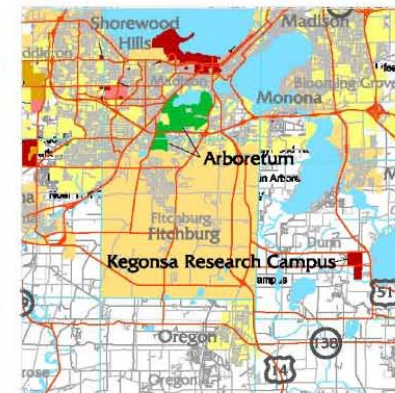 Shorewood
Hills
Madison
Madison
Blooming Grove
Monona
Arboretum
Fitchburg
Fitchburg
Dunn
Kegonsa Research Campus
51
Oregon
138
Oregon
14